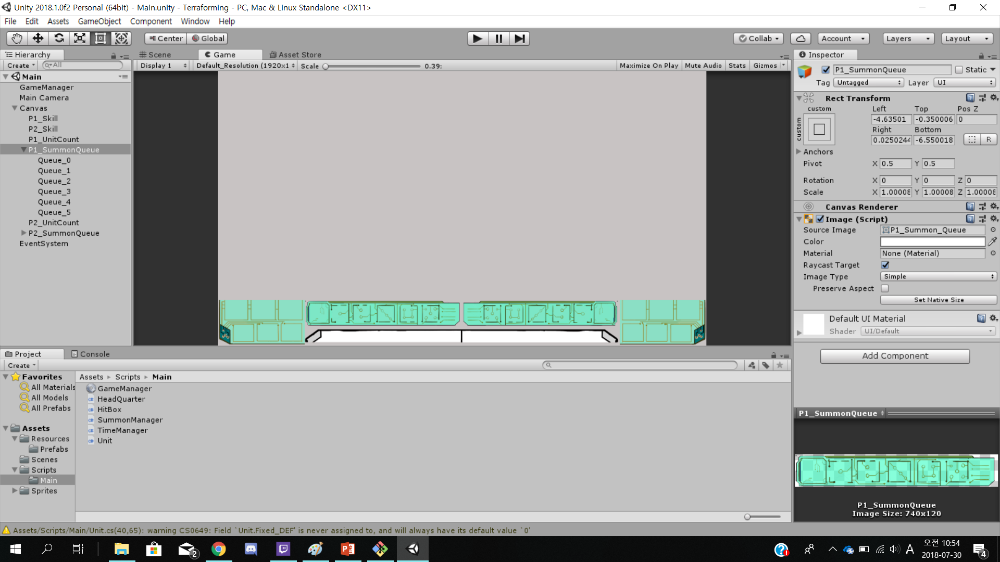 Unity 2018.1.0f2 Personal (64bit) - Main.unity - Terraforming - PC, Mac & Linux Standalone <DX11>
File Edit Assets GameObject Component Window Help
Center Global Collab Account Layers Layout
Hierarchy
Create All
Main
GameManager
Main Camera
Canvas
P1_Skill
P2_Skill
P1_UnitCount
P1_SummonQueue
Queue_0
Queue_1
Queue_2
Queue_3
Queue_4
Queue_5
P2_UnitCount
P2_SummonQueue
EventSystem
Scene Game Asset Store
Display 1 Default_Resolution (1920x1 Scale 0.39: Maximize On Play Mute Audio Stats Gizmos
Inspector
P1_SummonQueue Static
Tag Untagged Layer UI
Rect Transform
custom Left Top Pos Z
custom
-4.63501 -0.350006 0
Right Bottom
0.0250244 -6.550018 R
Anchors
Pivot X 0.5 Y 0.5
Rotation X 0 Y 0 Z 0
Scale X 1.00008 Y 1.00008 Z 1.00008
Canvas Renderer
Image (Script)
Source Image P1_Summon_Queue
Color
Material None (Material)
Raycast Target
Image Type Simple
Preserve Aspect
Set Native Size
Default UI Material
Shader UI/Default
Add Component
P1_SummonQueue
P1_SummonQueue
Image Size: 740x120
Project Console
Create
Favorites
All Materials
All Models
All Prefabs
Assets
Resources
Prefabs
Scenes
Scripts
Main
Sprites
Assets Scripts Main
GameManager
HeadQuarter
HitBox
SummonManager
TimeManager
Unit
Assets/Scripts/Main/Unit.cs(40,65): warning CS0649: Field `Unit.Fixed_DEF' is never assigned to, and will always have its default value `0'
2
A
오전 10:54
2018-07-30
4